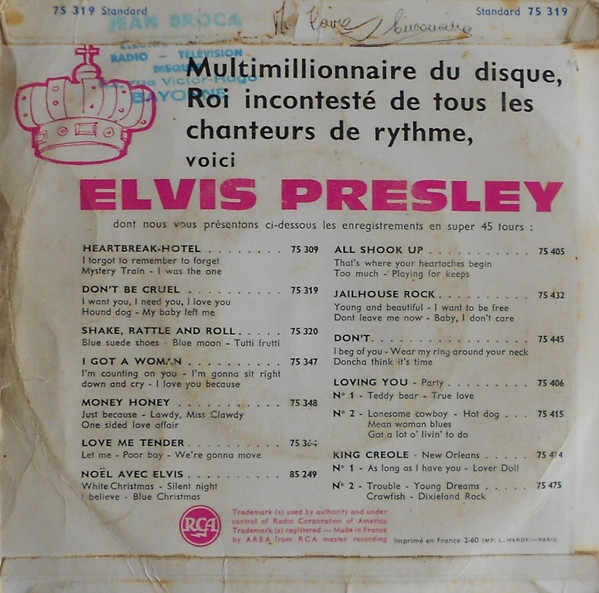 75 319 Standard
Standard 75 319
JEAN BROCA
RADIO - TÉLÉVISION
DISQUES
rue Victor-Hugo
BAYONNE
Multimillionnaire du disque,
Roi incontesté de tous les
chanteurs de rythme,
voici
ELVIS PRESLEY
dont nous vous présentons ci-dessous les enregistrements en super 45 tours :
HEARTBREAK-HOTEL . . . . . . . . 75 309
I forgot to remember to forget
Mystery Train - I was the one
DON'T BE CRUEL . . . . . . . . . . 75 319
I want you, I need you, I love you
Hound dog - My baby left me
SHAKE, RATTLE AND ROLL . . . . . 75 320
Blue suede shoes - Blue moon - Tutti frutti
I GOT A WOMAN . . . . . . . . . . 75 347
I'm counting on you - I'm gonna sit right
down and cry - I love you because
MONEY HONEY . . . . . . . . . . . 75 348
Just because - Lawdy, Miss Clawdy
One sided love affair
LOVE ME TENDER . . . . . . . . . . 75
Let me - Poor boy - We're gonna move
NOËL AVEC ELVIS . . . . . . . . . . 85 249
White Christmas - Silent night
I believe - Blue Christmas
ALL SHOOK UP . . . . . . . . . . . 75 405
That's where your heartaches begin
Too much - Playing for keeps
JAILHOUSE ROCK . . . . . . . . . . 75 432
Young and beautiful - I want to be free
Dont leave me now - Baby, I don't care
DON'T . . . . . . . . . . . . . . . 75 445
I beg of you - Wear my ring around your neck
Doncha think it's time
LOVING YOU - Party . . . . . . . . . 75 406
N° 1 - Teddy bear - True love
N° 2 - Lonesome cowboy - Hot dog . . . 75 415
Mean woman blues
Got a lo o' livin' to do
KING CREOLE - New Orleans . . . . . 75
N° 1 - As long as I have you - Lover Doll
N° 2 - Trouble - Young Dreams . . . . . 75 475
Crawfish - Dixieland Rock
RCA
Trademark (s) used by authority and under
control of Radio Corporation of America
Trademark (s) registered — Made in France
by AREA from RCA master recording
Imprimé en France 2-60 IMP. L. HARDY - PARIS